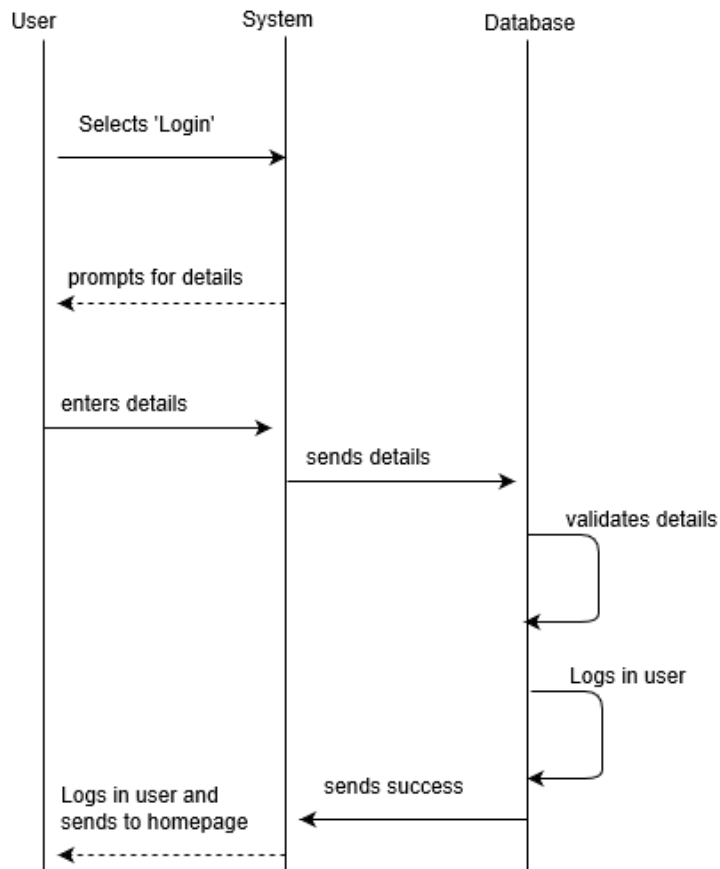 User
System
Database
Selects 'Login'
prompts for details
enters details
sends details
validates details
Logs in user
sends success
Logs in user and
sends to homepage